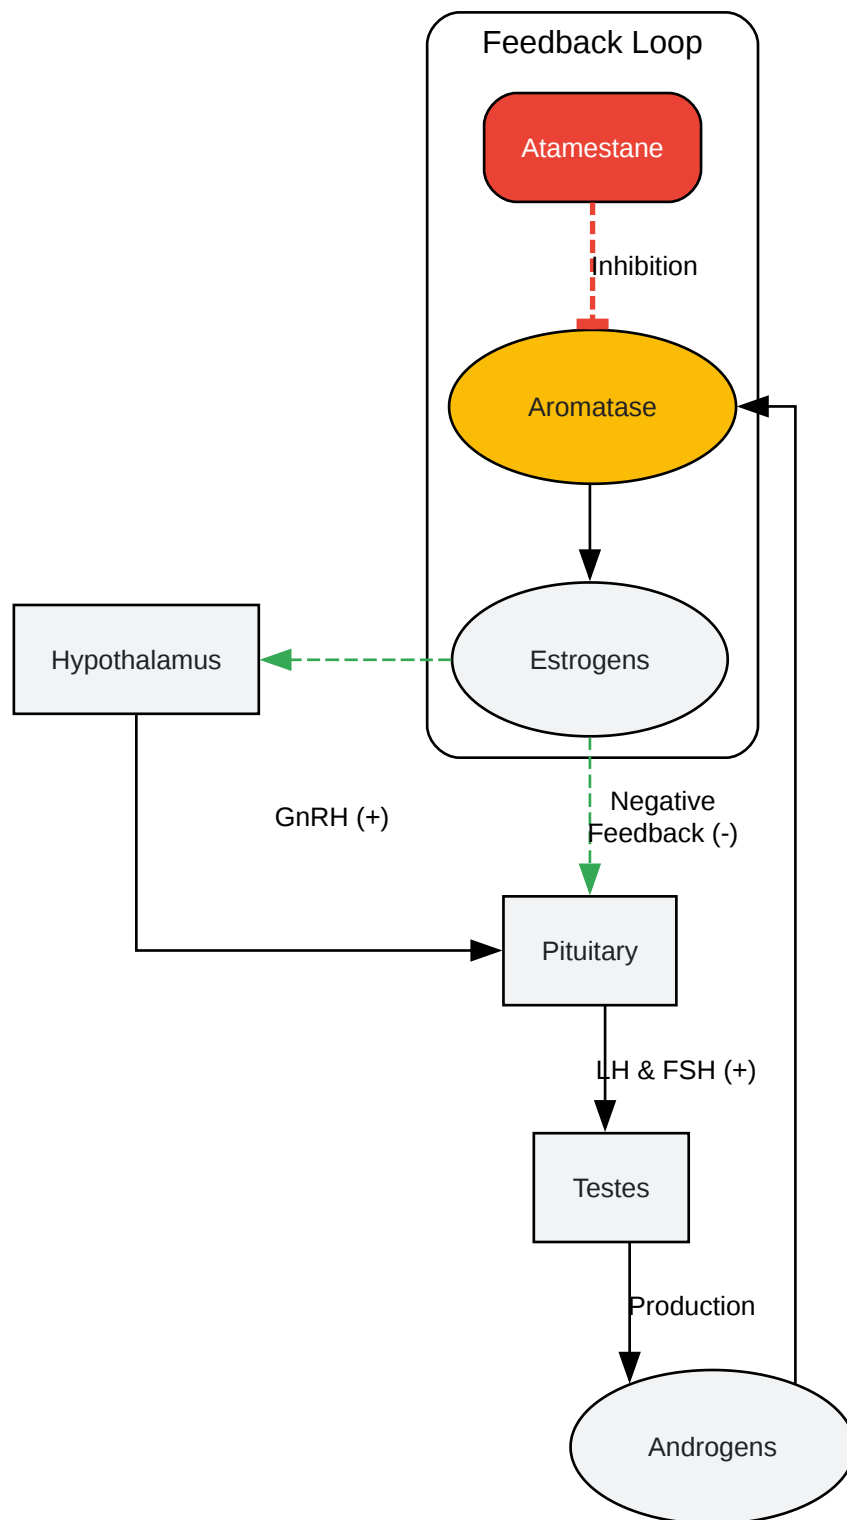 Feedback Loop
Atamestane
Inhibition
Aromatase
Hypothalamus
Estrogens
GnRH (+)
Negative
Feedback (-)
Pituitary
LH & FSH (+)
Testes
Production
Androgens